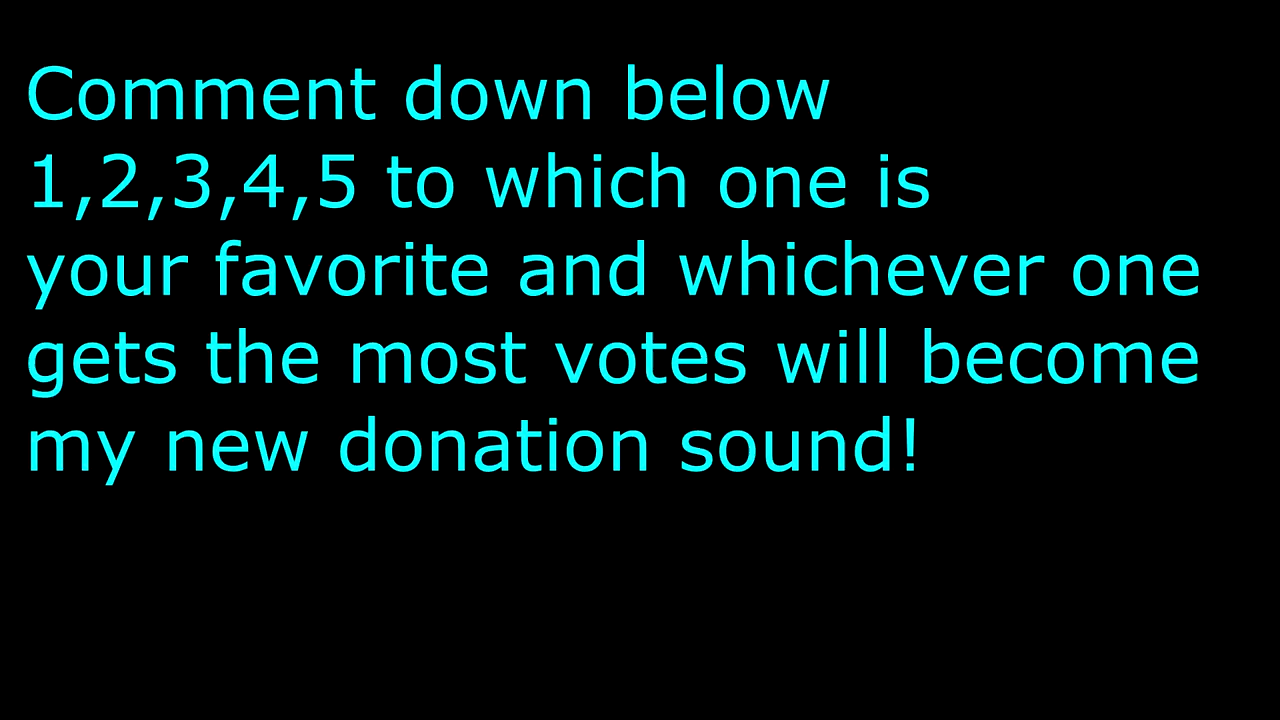 Comment down below
1,2,3,4,5 to which one is
your favorite and whichever one
gets the most votes will become
my new donation sound!